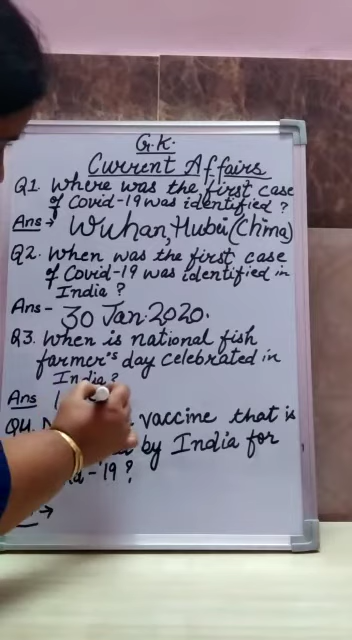 G.K.
Current Affairs
Q1. Where was the first case
of Covid-19 was identified ?
Ans → Wuhan, Hubei (China)
Q2. When was the first case
of Covid-19 was identified in
India ?
Ans - 30 Jan. 2020.
Q3. When is national fish
farmer's day celebrated in
India ?
Ans
Q4. vaccine that is
by India for
-'19 ?